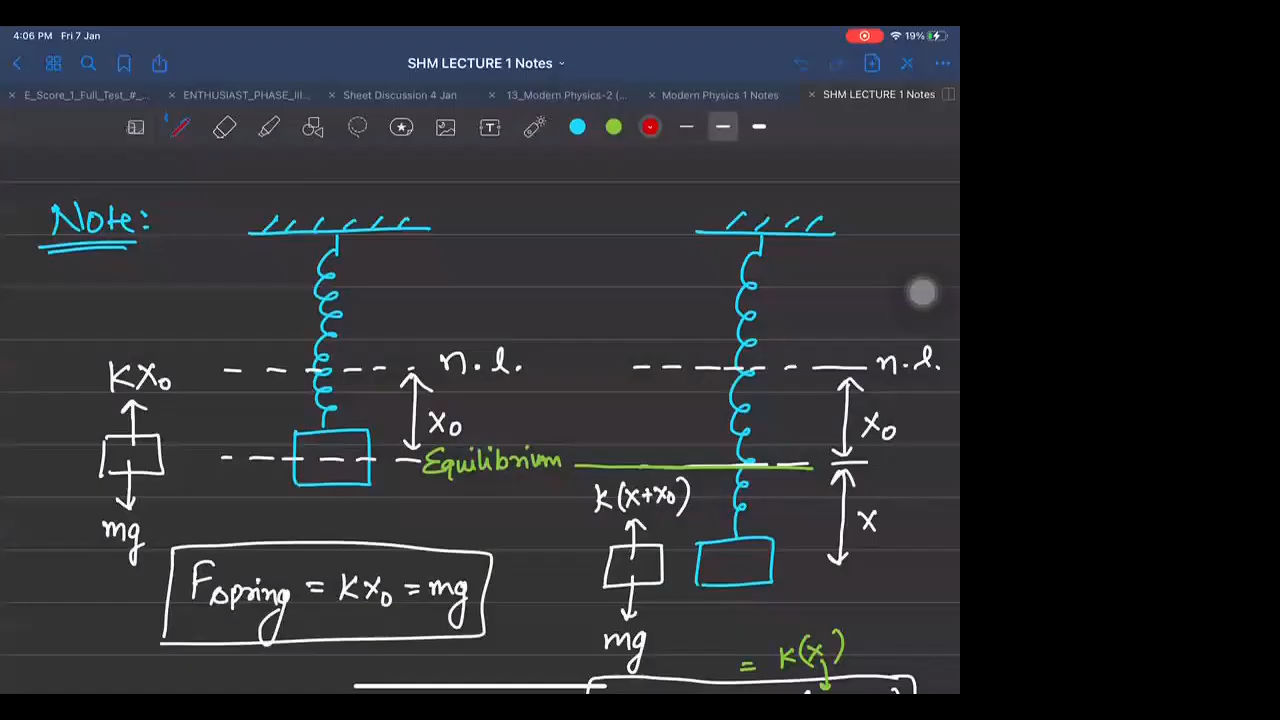 4:06 PM Fri 7 Jan
19%
SHM LECTURE 1 Notes
E_Score_1_Full_Test_#_...
ENTHUSIAST_PHASE_III...
Sheet Discussion 4 Jan
13_Modern Physics-2 (...
Modern Physics 1 Notes
SHM LECTURE 1 Notes
Note:
n.l.
n.l.
Kx₀
x₀
x₀
Equilibrium
K(x+x₀)
x
mg
Fspring = Kx₀ = mg
mg
= K(x)